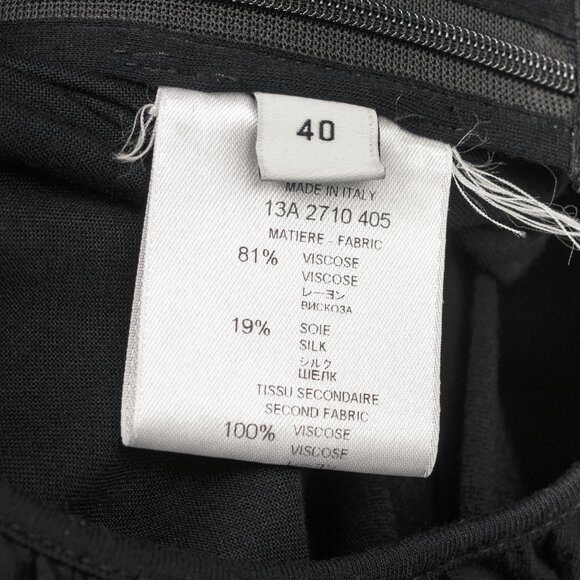 40
MADE IN ITALY
13A 2710 405
MATIERE - FABRIC
81% VISCOSE
VISCOSE
レーヨン
ВИСКОЗА
19% SOIE
SILK
シルク
ШЕЛК
TISSU SECONDAIRE
SECOND FABRIC
100% VISCOSE
VISCOSE